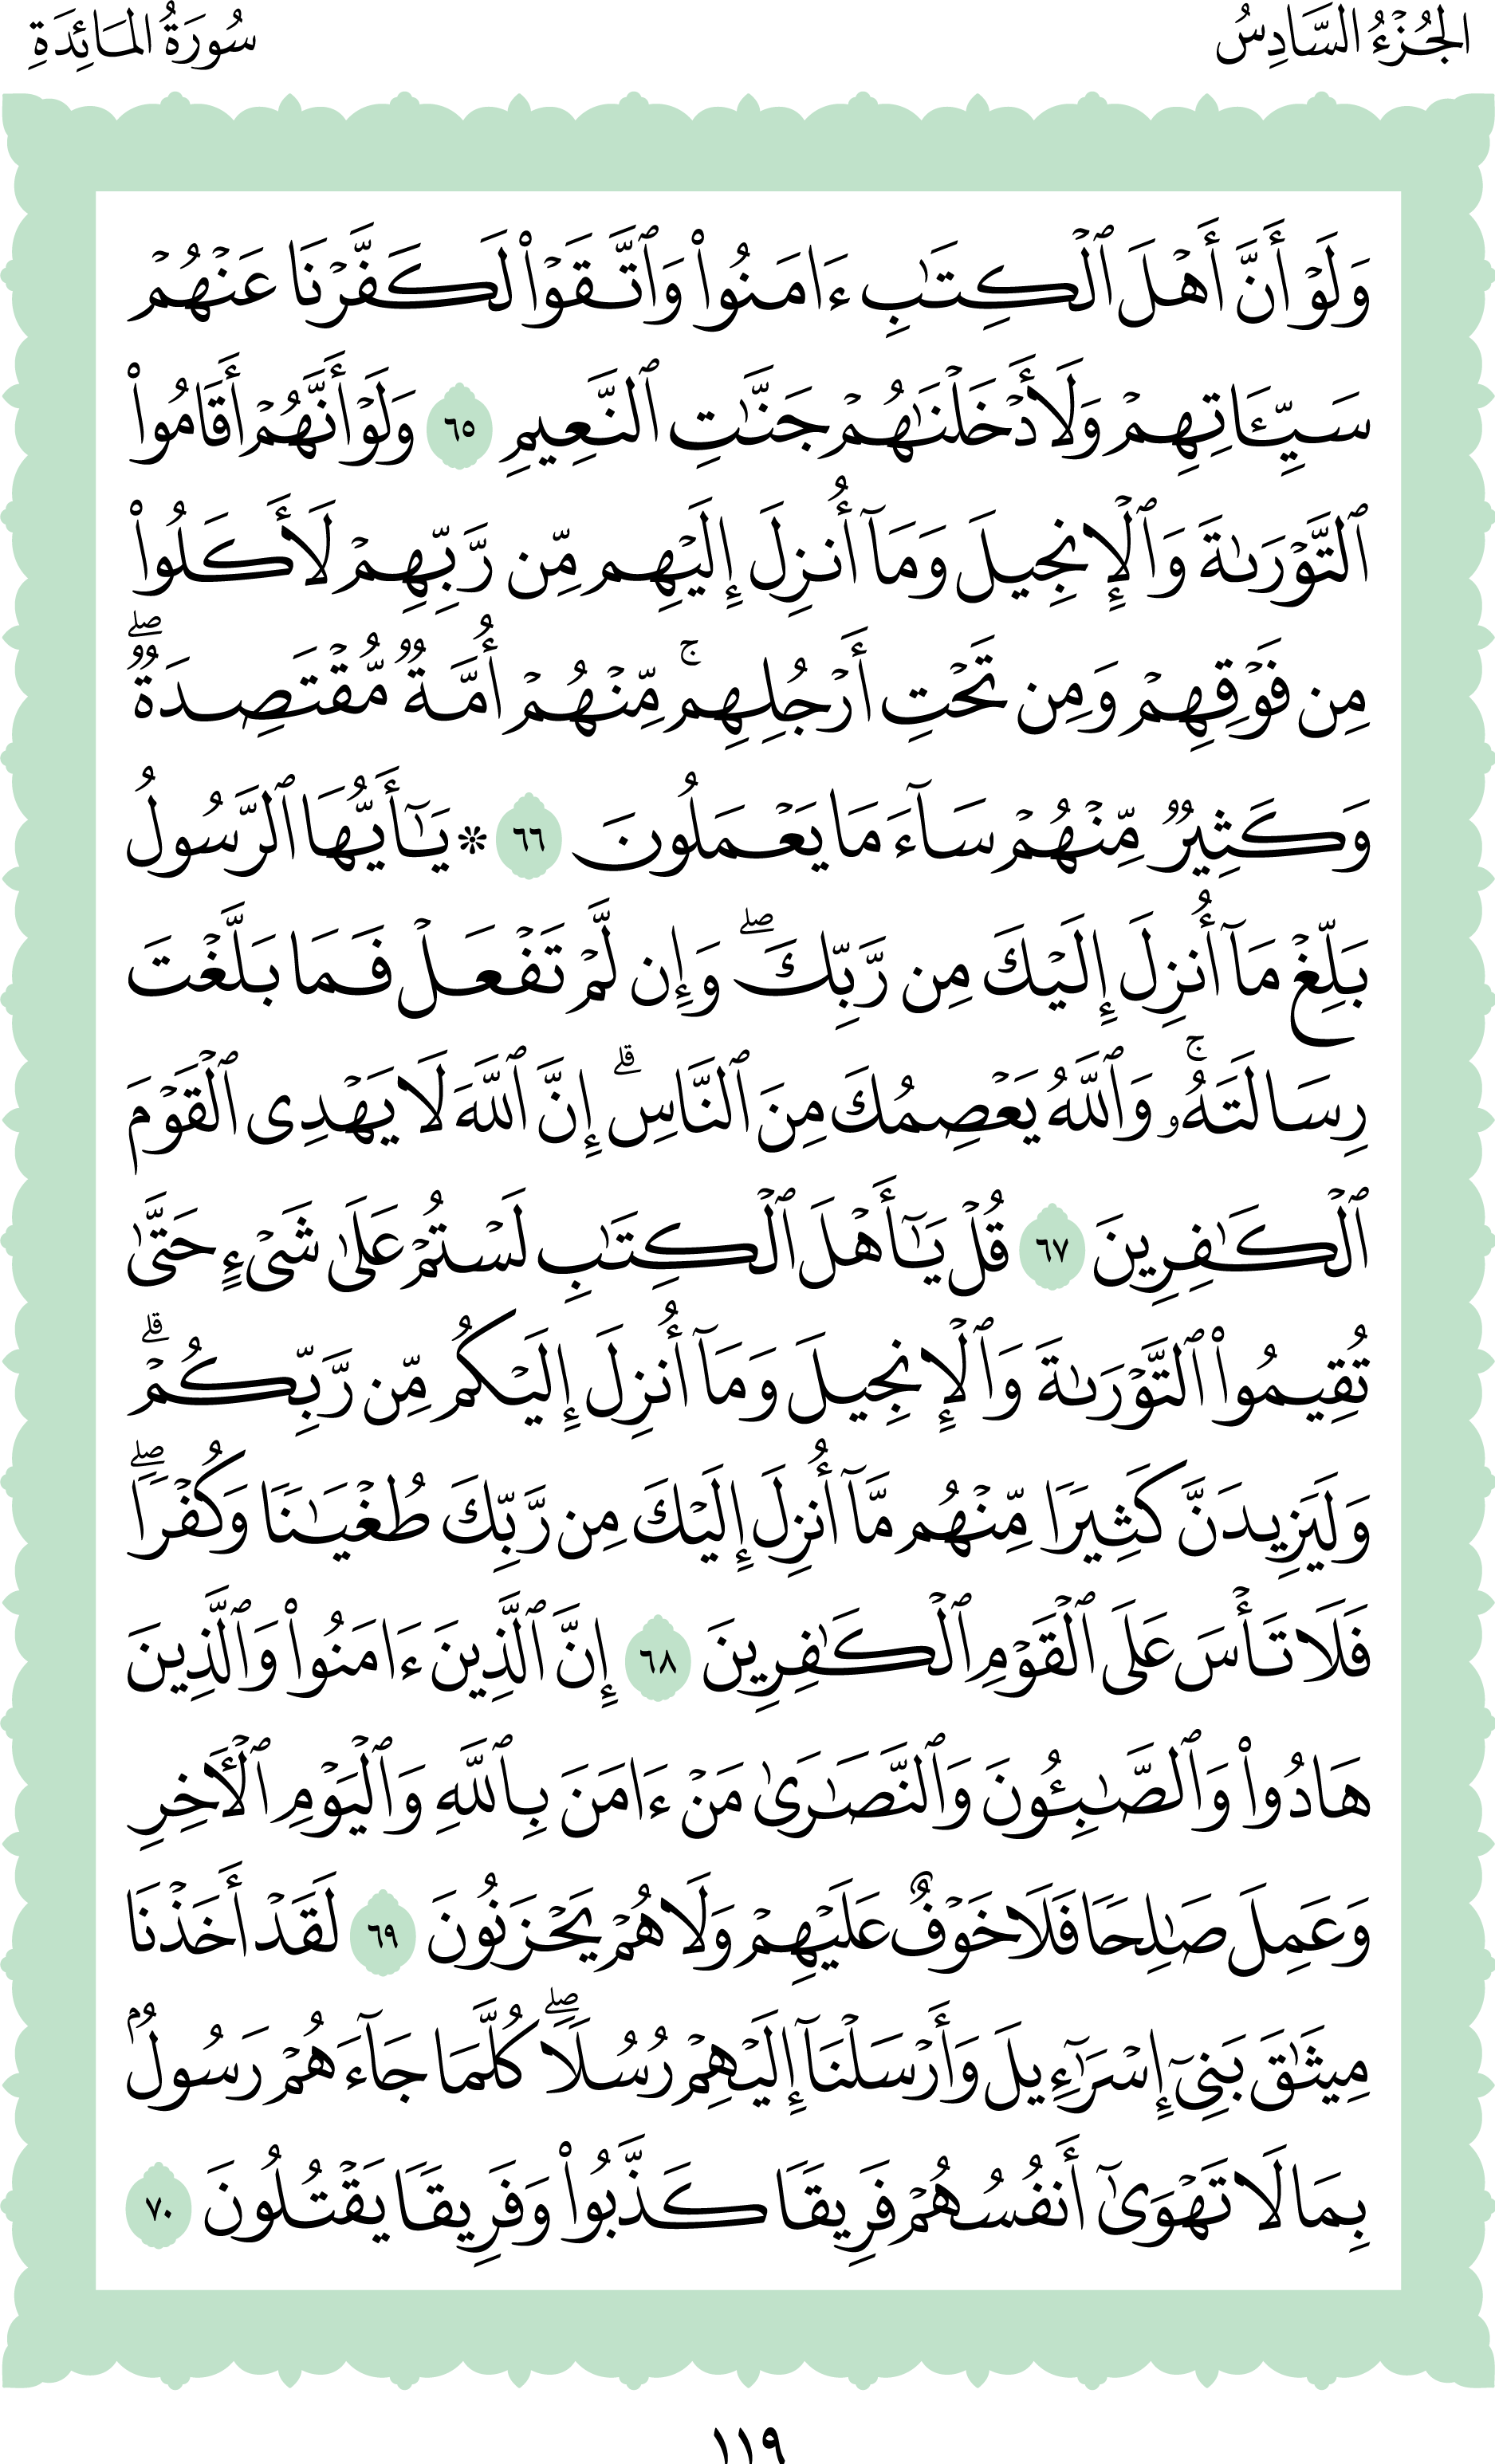 الجُزْءُ السَّادِسُ
سُورَةُ المَائِدَةِ
وَلَوۡ أَنَّ أَهۡلَ ٱلۡكِتَٰبِ ءَامَنُواْ وَٱتَّقَوۡاْ لَكَفَّرۡنَا عَنۡهُمۡ
سَيِّـَٔاتِهِمۡ وَلَأَدۡخَلۡنَٰهُمۡ جَنَّٰتِ ٱلنَّعِيمِ ٦٥ وَلَوۡ أَنَّهُمۡ أَقَامُواْ
ٱلتَّوۡرَىٰةَ وَٱلۡإِنجِيلَ وَمَآ أُنزِلَ إِلَيۡهِم مِّن رَّبِّهِمۡ لَأَكَلُواْ
مِن فَوۡقِهِمۡ وَمِن تَحۡتِ أَرۡجُلِهِمۚ مِّنۡهُمۡ أُمَّةٞ مُّقۡتَصِدَةٞۖ
وَكَثِيرٞ مِّنۡهُمۡ سَآءَ مَا يَعۡمَلُونَ ٦٦ ۞ يَٰٓأَيُّهَا ٱلرَّسُولُ
بَلِّغۡ مَآ أُنزِلَ إِلَيۡكَ مِن رَّبِّكَۖ وَإِن لَّمۡ تَفۡعَلۡ فَمَا بَلَّغۡتَ
رِسَالَتَهُۥۚ وَٱللَّهُ يَعۡصِمُكَ مِنَ ٱلنَّاسِۗ إِنَّ ٱللَّهَ لَا يَهۡدِي ٱلۡقَوۡمَ
ٱلۡكَٰفِرِينَ ٦٧ قُلۡ يَٰٓأَهۡلَ ٱلۡكِتَٰبِ لَسۡتُمۡ عَلَىٰ شَيۡءٍ حَتَّىٰ
تُقِيمُواْ ٱلتَّوۡرَىٰةَ وَٱلۡإِنجِيلَ وَمَآ أُنزِلَ إِلَيۡكُم مِّن رَّبِّكُمۡۗ
وَلَيَزِيدَنَّ كَثِيرٗا مِّنۡهُم مَّآ أُنزِلَ إِلَيۡكَ مِن رَّبِّكَ طُغۡيَٰنٗا وَكُفۡرٗاۖ
فَلَا تَأۡسَ عَلَى ٱلۡقَوۡمِ ٱلۡكَٰفِرِينَ ٦٨ إِنَّ ٱلَّذِينَ ءَامَنُواْ وَٱلَّذِينَ
هَادُواْ وَٱلصَّٰبِـُٔونَ وَٱلنَّصَٰرَىٰ مَنۡ ءَامَنَ بِٱللَّهِ وَٱلۡيَوۡمِ ٱلۡأٓخِرِ
وَعَمِلَ صَٰلِحٗا فَلَا خَوۡفٌ عَلَيۡهِمۡ وَلَا هُمۡ يَحۡزَنُونَ ٦٩ لَقَدۡ أَخَذۡنَا
مِيثَٰقَ بَنِيٓ إِسۡرَٰٓءِيلَ وَأَرۡسَلۡنَآ إِلَيۡهِمۡ رُسُلٗاۖ كُلَّمَا جَآءَهُمۡ رَسُولُۢ
بِمَا لَا تَهۡوَىٰٓ أَنفُسُهُمۡ فَرِيقٗا كَذَّبُواْ وَفَرِيقٗا يَقۡتُلُونَ ٧٠
١١٩